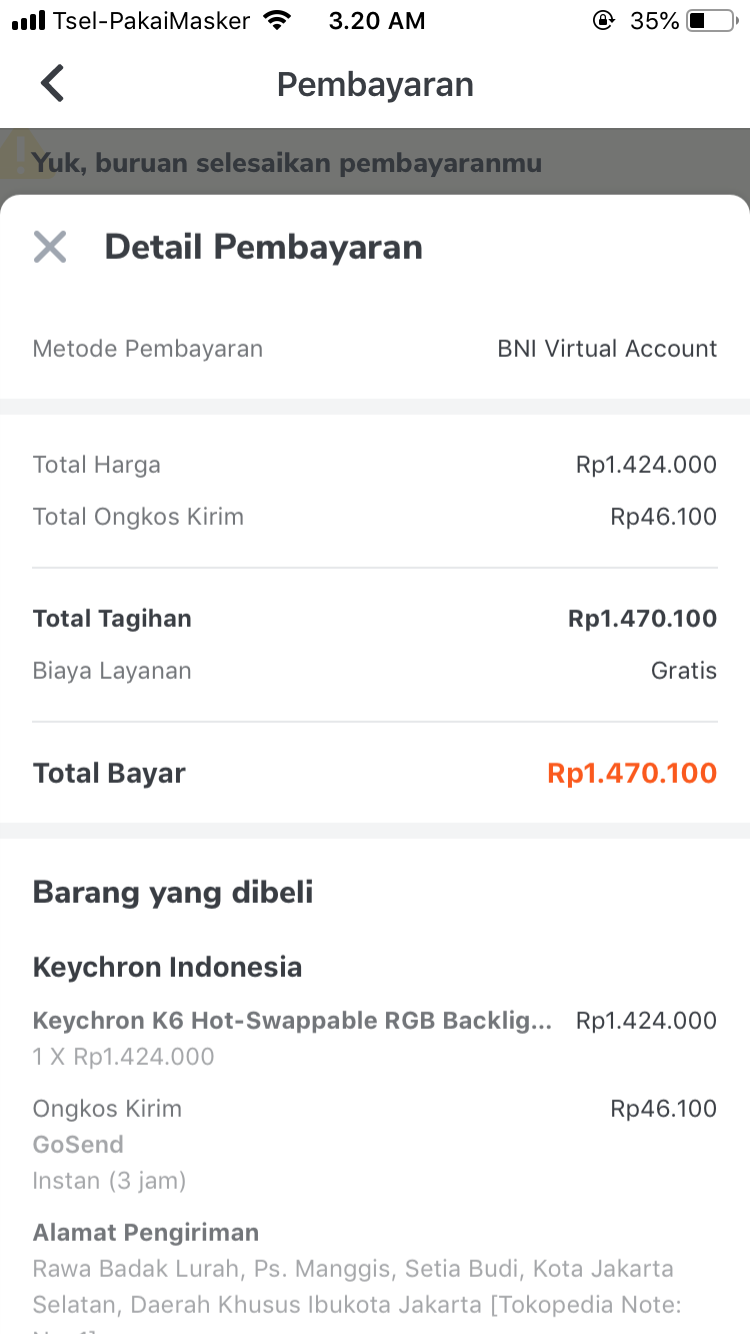 Tsel-PakaiMasker 3.20 AM 35%
Pembayaran
Yuk, buruan selesaikan pembayaranmu
Detail Pembayaran
Metode Pembayaran BNI Virtual Account
Total Harga Rp1.424.000
Total Ongkos Kirim Rp46.100
Total Tagihan Rp1.470.100
Biaya Layanan Gratis
Total Bayar Rp1.470.100
Barang yang dibeli
Keychron Indonesia
Keychron K6 Hot-Swappable RGB Backlig... Rp1.424.000
1 X Rp1.424.000
Ongkos Kirim Rp46.100
GoSend
Instan (3 jam)
Alamat Pengiriman
Rawa Badak Lurah, Ps. Manggis, Setia Budi, Kota Jakarta
Selatan, Daerah Khusus Ibukota Jakarta [Tokopedia Note: